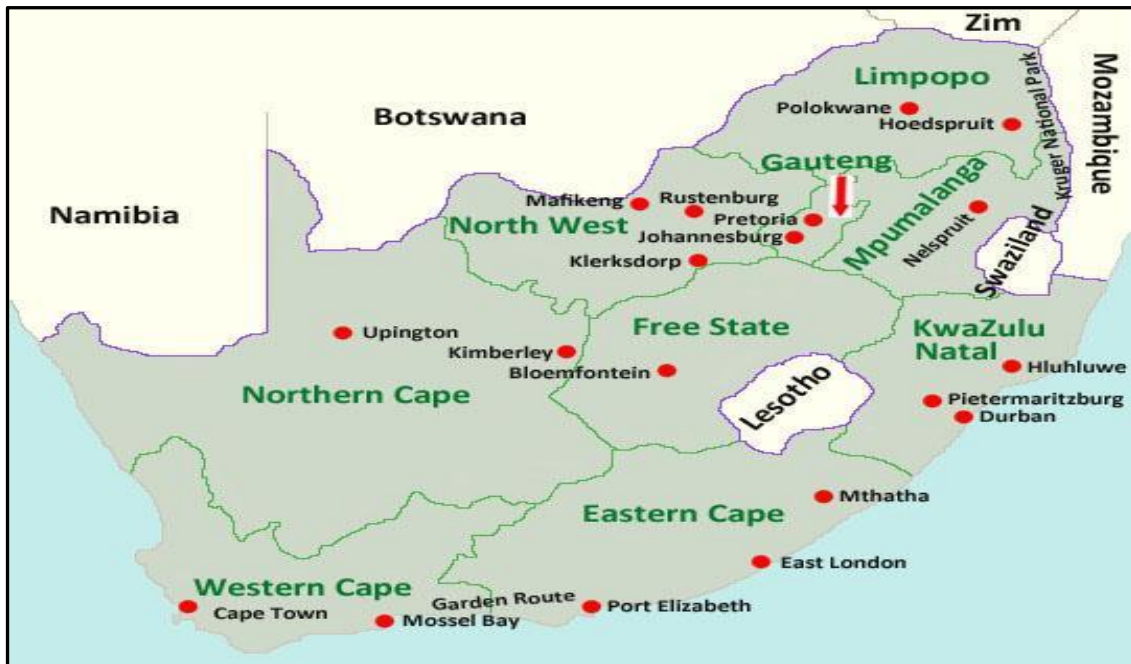 Zim
Limpopo
Mozambique
Kruger National Park
Polokwane
Botswana
Hoedspruit
Gauteng
Mpumalanga
Rustenburg
Mafikeng
Namibia
North West
Pretoria
Johannesburg
Nelspruit
Swaziland
Klerksdorp
Upington
Free State
KwaZulu
Natal
Kimberley
Bloemfontein
Hluhluwe
Northern Cape
Lesotho
Pietermaritzburg
Durban
Mthatha
Eastern Cape
East London
Western Cape
Garden Route
Port Elizabeth
Cape Town
Mossel Bay